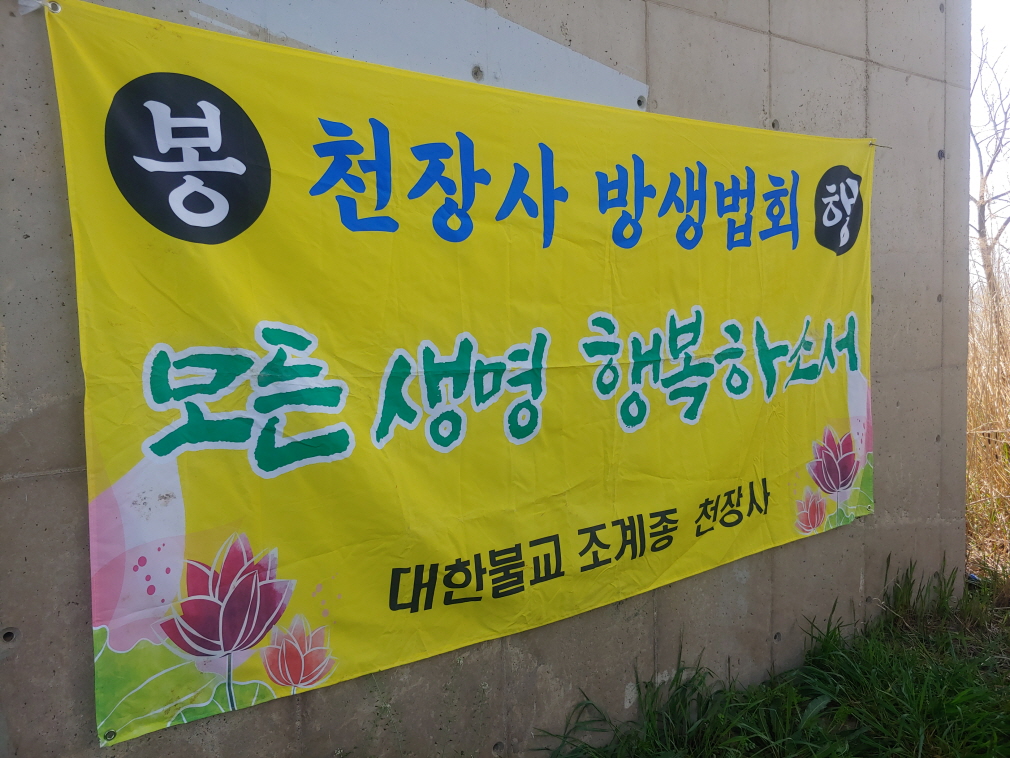 봉 천장사 방생법회 행
모든 생명 행복하소서
대한불교 조계종 천장사